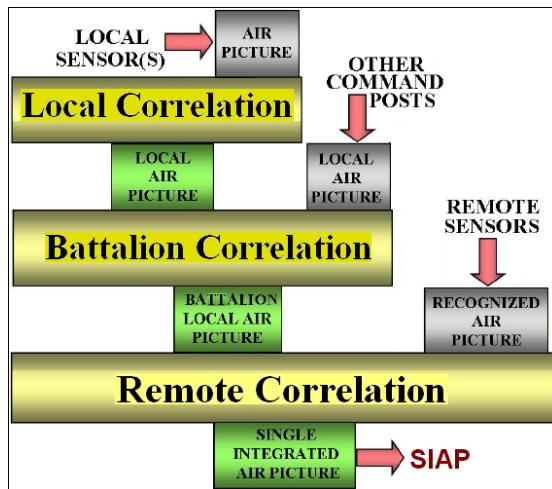 LOCAL
SENSOR(S)
AIR
PICTURE
Local Correlation
OTHER
COMMAND
POSTS
LOCAL
AIR
PICTURE
LOCAL
AIR
PICTURE
Battalion Correlation
REMOTE
SENSORS
BATTALION
LOCAL AIR
PICTURE
RECOGNIZED
AIR
PICTURE
Remote Correlation
SINGLE
INTEGRATED
AIR PICTURE
SIAP